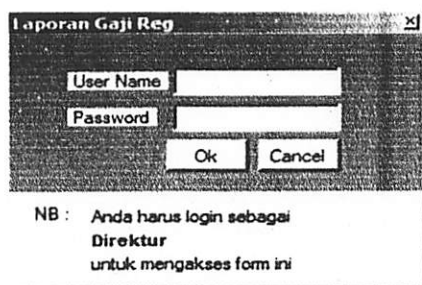 Laporan Gaji Reg
User Name
Password
Ok Cancel
NB : Anda harus login sebagai
Direktur
untuk mengakses form ini